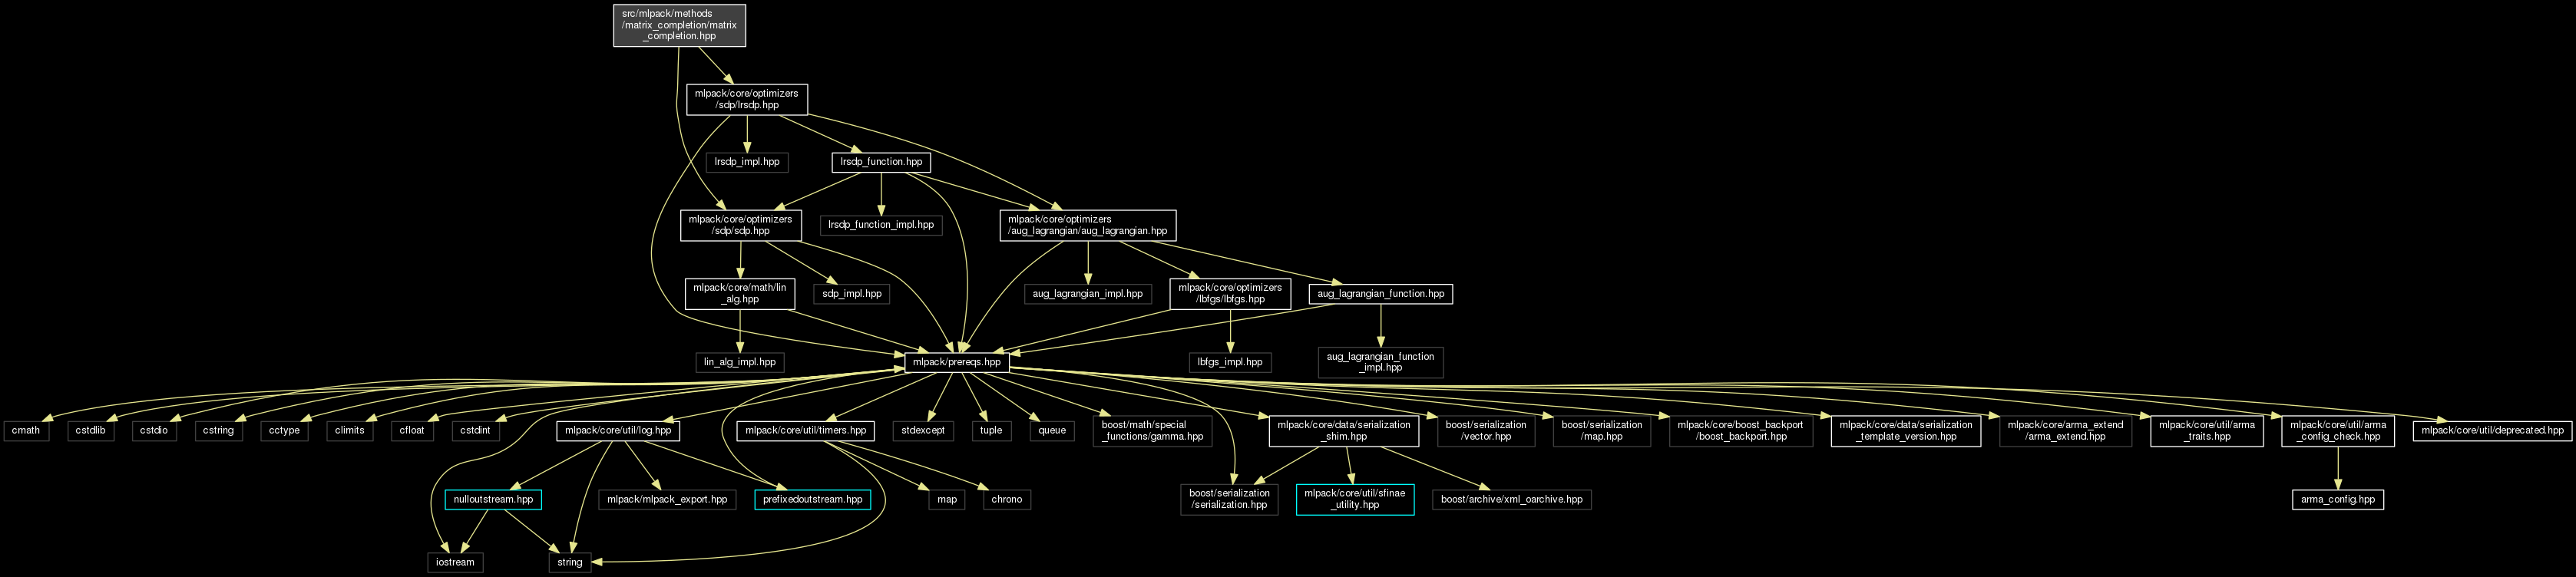 src/mlpack/methods
/matrix_completion/matrix
_completion.hpp
mlpack/core/optimizers
/sdp/lrsdp.hpp
lrsdp_impl.hpp
lrsdp_function.hpp
mlpack/core/optimizers
/sdp/sdp.hpp
lrsdp_function_impl.hpp
mlpack/core/optimizers
/aug_lagrangian/aug_lagrangian.hpp
mlpack/core/math/lin
_alg.hpp
sdp_impl.hpp
aug_lagrangian_impl.hpp
mlpack/core/optimizers
/lbfgs/lbfgs.hpp
aug_lagrangian_function.hpp
lin_alg_impl.hpp
mlpack/prereqs.hpp
lbfgs_impl.hpp
aug_lagrangian_function
_impl.hpp
cmath
cstdlib
cstdio
cstring
cctype
climits
cfloat
cstdint
mlpack/core/util/log.hpp
mlpack/core/util/timers.hpp
stdexcept
tuple
queue
boost/math/special
_functions/gamma.hpp
mlpack/core/data/serialization
_shim.hpp
boost/serialization
/vector.hpp
boost/serialization
/map.hpp
mlpack/core/boost_backport
/boost_backport.hpp
mlpack/core/data/serialization
_template_version.hpp
mlpack/core/arma_extend
/arma_extend.hpp
mlpack/core/util/arma
_traits.hpp
mlpack/core/util/arma
_config_check.hpp
mlpack/core/util/deprecated.hpp
nulloutstream.hpp
mlpack/mlpack_export.hpp
prefixedoutstream.hpp
map
chrono
boost/serialization
/serialization.hpp
mlpack/core/util/sfinae
_utility.hpp
boost/archive/xml_oarchive.hpp
arma_config.hpp
iostream
string